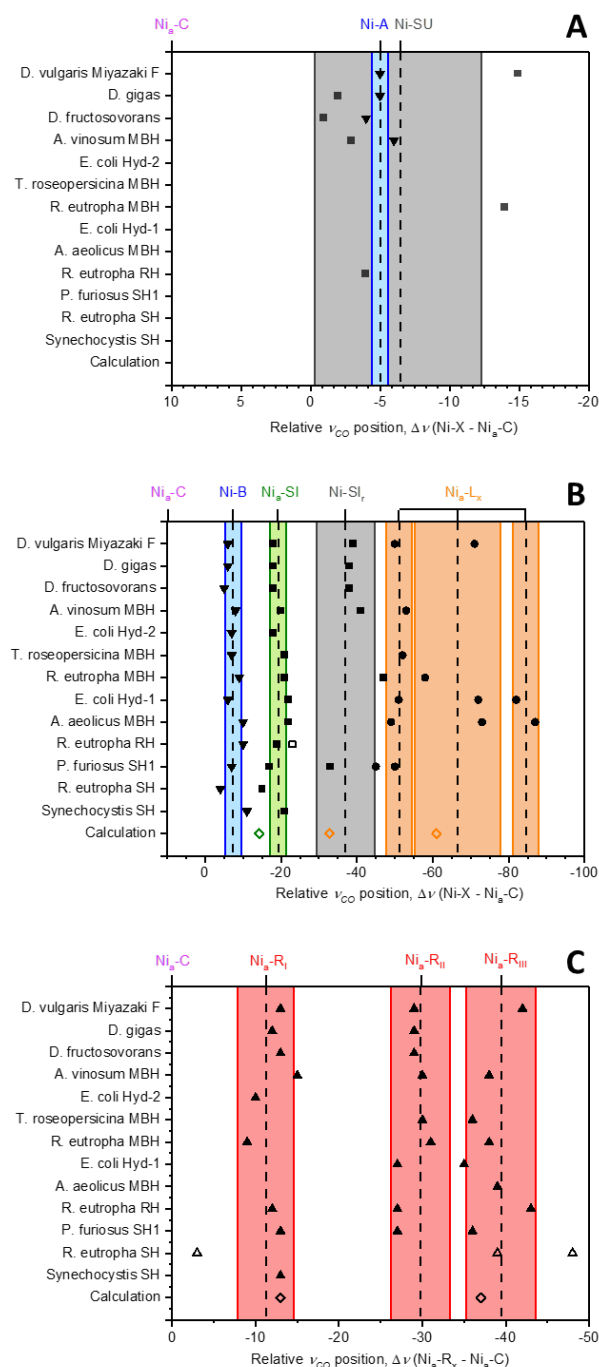 A
Niₐ-C Ni-A Ni-SU
D. vulgaris Miyazaki F
D. gigas
D. fructosovorans
A. vinosum MBH
E. coli Hyd-2
T. roseopersicina MBH
R. eutropha MBH
E. coli Hyd-1
A. aeolicus MBH
R. eutropha RH
P. furiosus SH1
R. eutropha SH
Synechocystis SH
Calculation
10 5 0 -5 -10 -15 -20
Relative ν_CO position, Δν (Ni-X - Niₐ-C)
B
Niₐ-C Ni-B Niₐ-SI Ni-SIᵣ Niₐ-Lₓ
D. vulgaris Miyazaki F
D. gigas
D. fructosovorans
A. vinosum MBH
E. coli Hyd-2
T. roseopersicina MBH
R. eutropha MBH
E. coli Hyd-1
A. aeolicus MBH
R. eutropha RH
P. furiosus SH1
R. eutropha SH
Synechocystis SH
Calculation
0 -20 -40 -60 -80 -100
Relative ν_CO position, Δν (Ni-X - Niₐ-C)
C
Niₐ-C Niₐ-R_I Niₐ-R_II Niₐ-R_III
D. vulgaris Miyazaki F
D. gigas
D. fructosovorans
A. vinosum MBH
E. coli Hyd-2
T. roseopersicina MBH
R. eutropha MBH
E. coli Hyd-1
A. aeolicus MBH
R. eutropha RH
P. furiosus SH1
R. eutropha SH
Synechocystis SH
Calculation
0 -10 -20 -30 -40 -50
Relative ν_CO position, Δν (Niₐ-Rₓ - Niₐ-C)